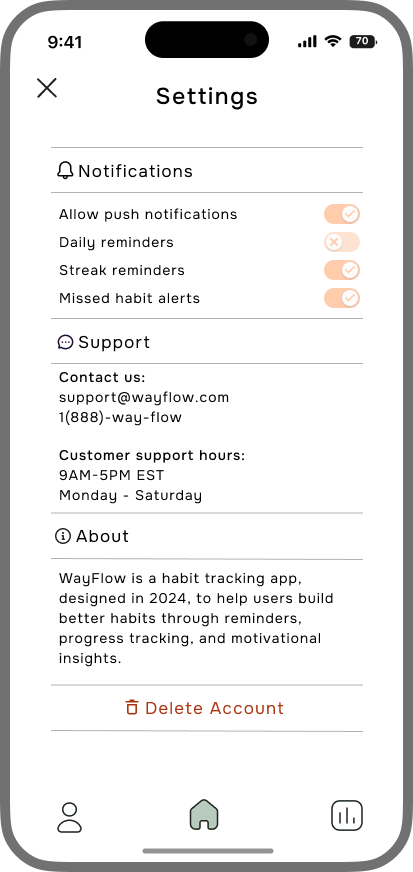 9:41
70
Settings
Notifications
Allow push notifications
Daily reminders
Streak reminders
Missed habit alerts
Support
Contact us:
support@wayflow.com
1(888)-way-flow
Customer support hours:
9AM-5PM EST
Monday - Saturday
About
WayFlow is a habit tracking app,
designed in 2024, to help users build
better habits through reminders,
progress tracking, and motivational
insights.
Delete Account